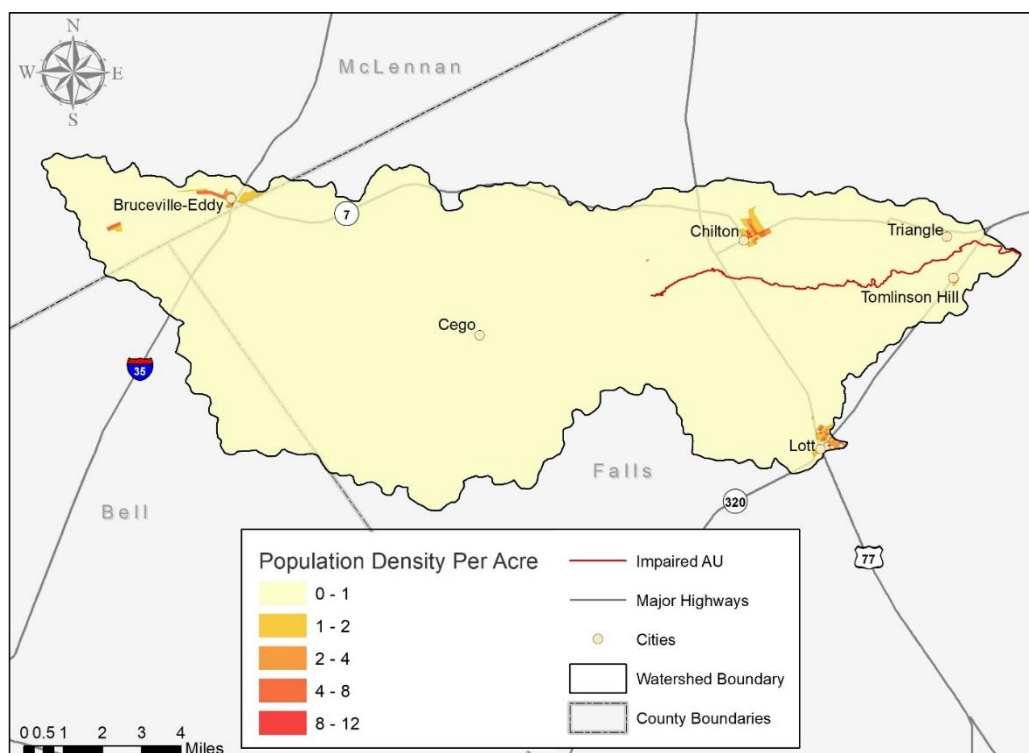 N
W E
S
McLennan
Bruceville-Eddy
7
Chilton
Triangle
Tomlinson Hill
Cego
35
Lott
Falls
320
Bell
77
Population Density Per Acre
0 - 1
1 - 2
2 - 4
4 - 8
8 - 12
Impaired AU
Major Highways
Cities
Watershed Boundary
County Boundaries
0 0.5 1 2 3 4
Miles